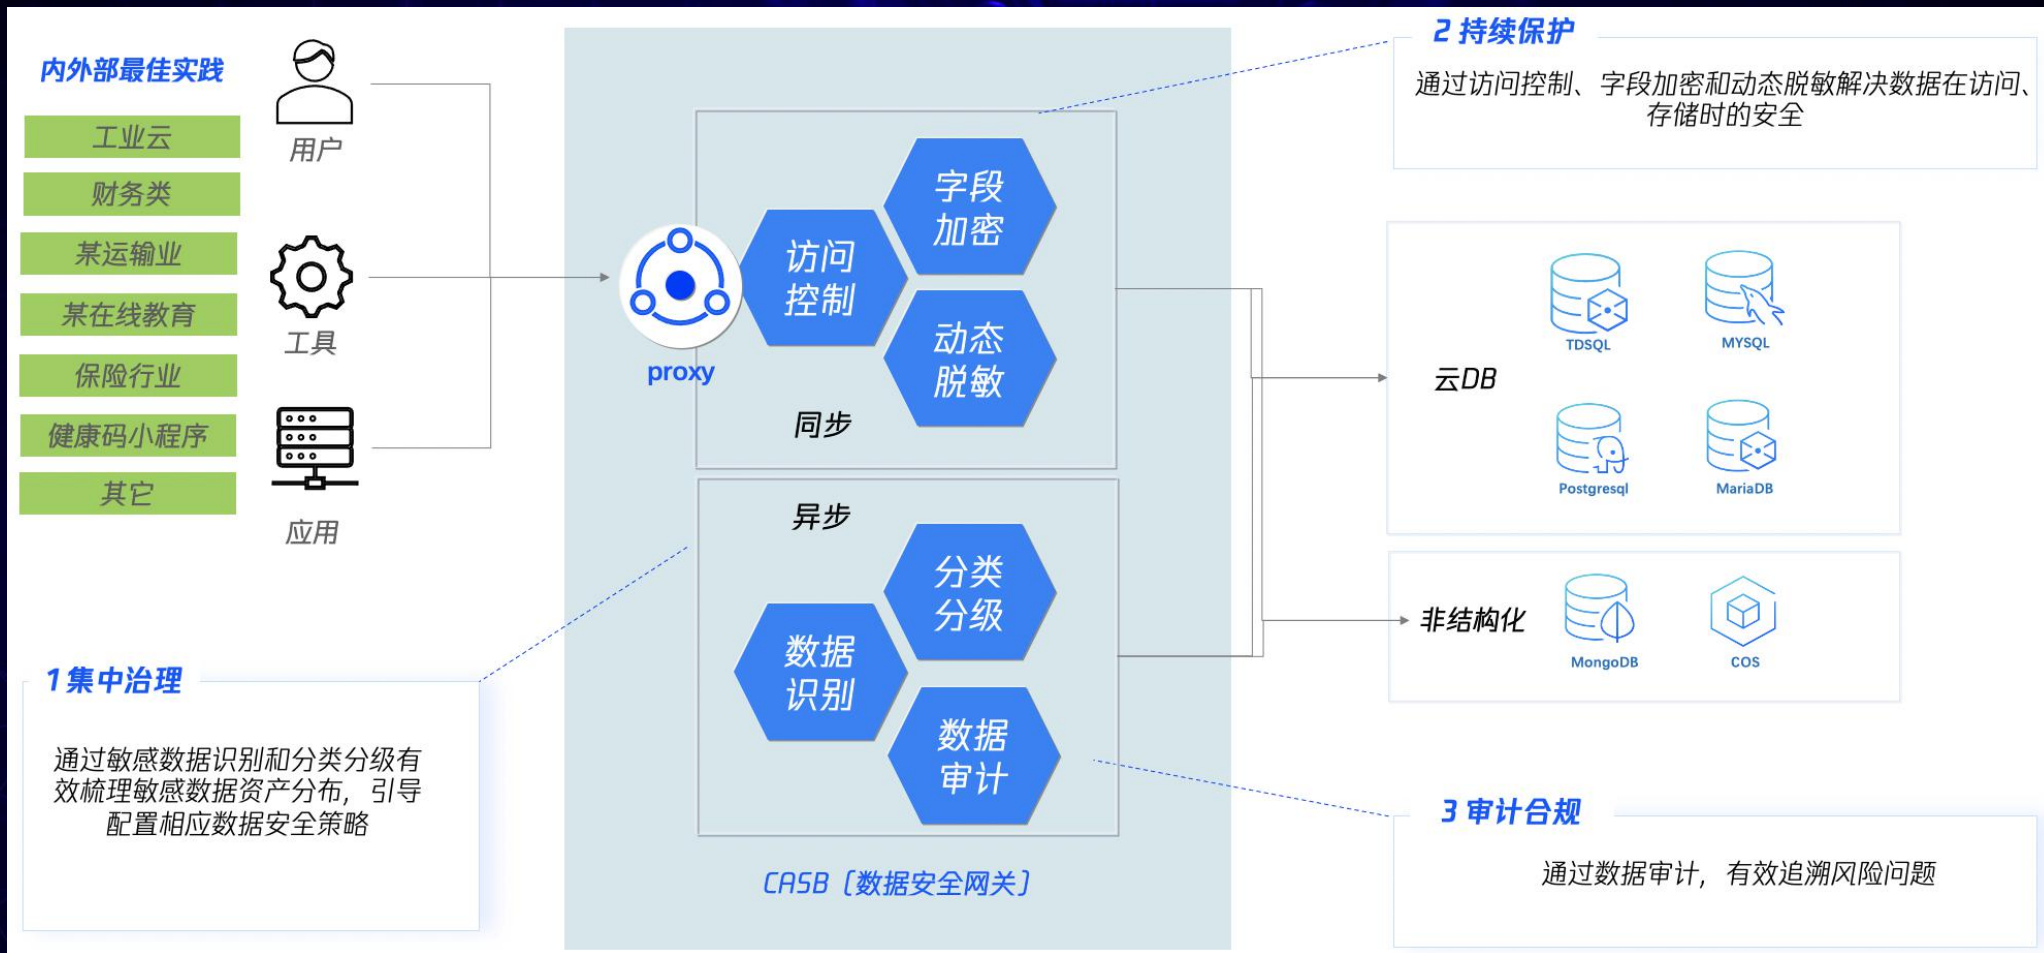 内外部最佳实践
工业云
财务类
某运输业
某在线教育
保险行业
健康码小程序
其它
用户
工具
应用
1 集中治理
通过敏感数据识别和分类分级有
效梳理敏感数据资产分布，引导
配置相应数据安全策略
proxy
访问
控制
字段
加密
动态
脱敏
同步
异步
分类
分级
数据
识别
数据
审计
CASB（数据安全网关）
2 持续保护
通过访问控制、字段加密和动态脱敏解决数据在访问、
存储时的安全
云DB
TDSQL
MYSQL
Postgresql
MariaDB
非结构化
MongoDB
COS
3 审计合规
通过数据审计，有效追溯风险问题